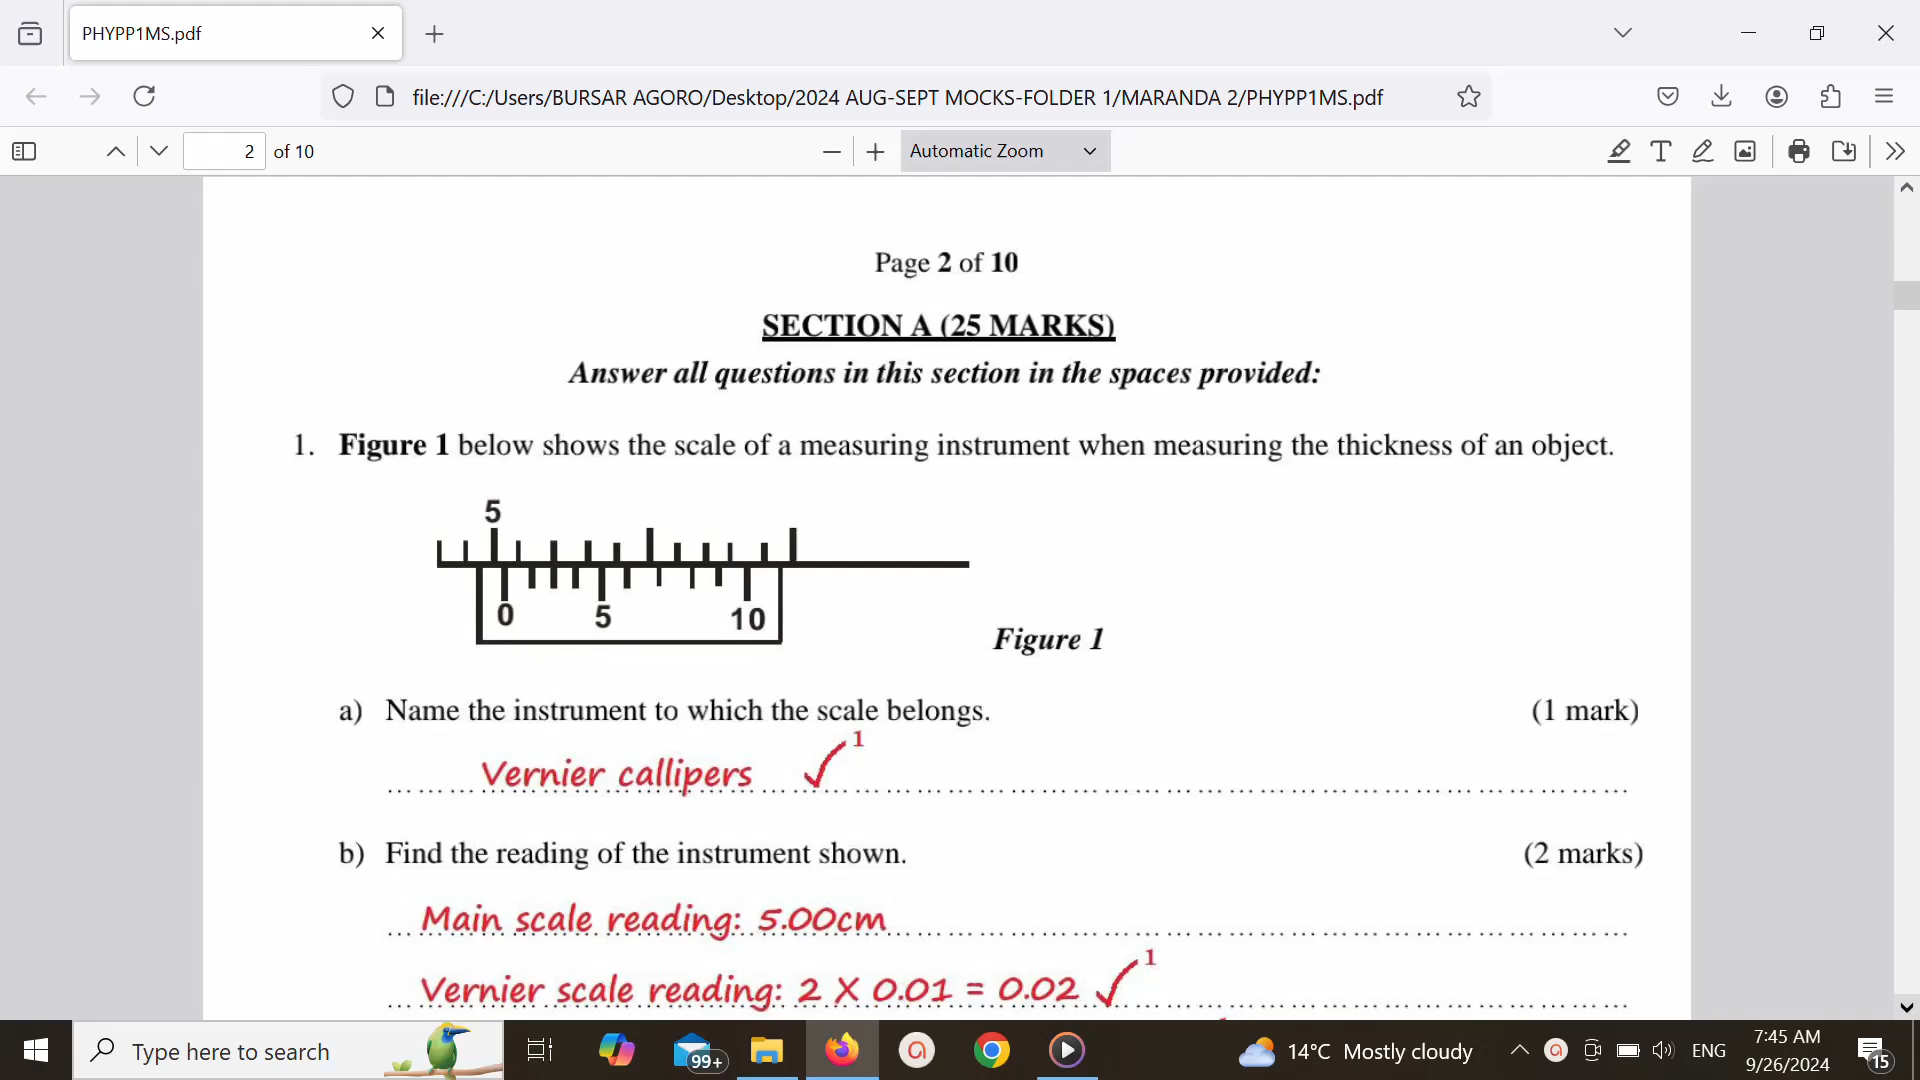 PHYPP1MS.pdf
file:///C:/Users/BURSAR AGORO/Desktop/2024 AUG-SEPT MOCKS-FOLDER 1/MARANDA 2/PHYPP1MS.pdf
2 of 10
Automatic Zoom
Page 2 of 10
SECTION A (25 MARKS)
Answer all questions in this section in the spaces provided:
1. Figure 1 below shows the scale of a measuring instrument when measuring the thickness of an object.
5
0 5 10
Figure 1
a) Name the instrument to which the scale belongs. (1 mark)
Vernier callipers 1
b) Find the reading of the instrument shown. (2 marks)
Main scale reading: 5.00cm
Vernier scale reading: 2 X 0.01 = 0.02 1
Type here to search
99+
14°C Mostly cloudy
ENG
7:45 AM
9/26/2024
15